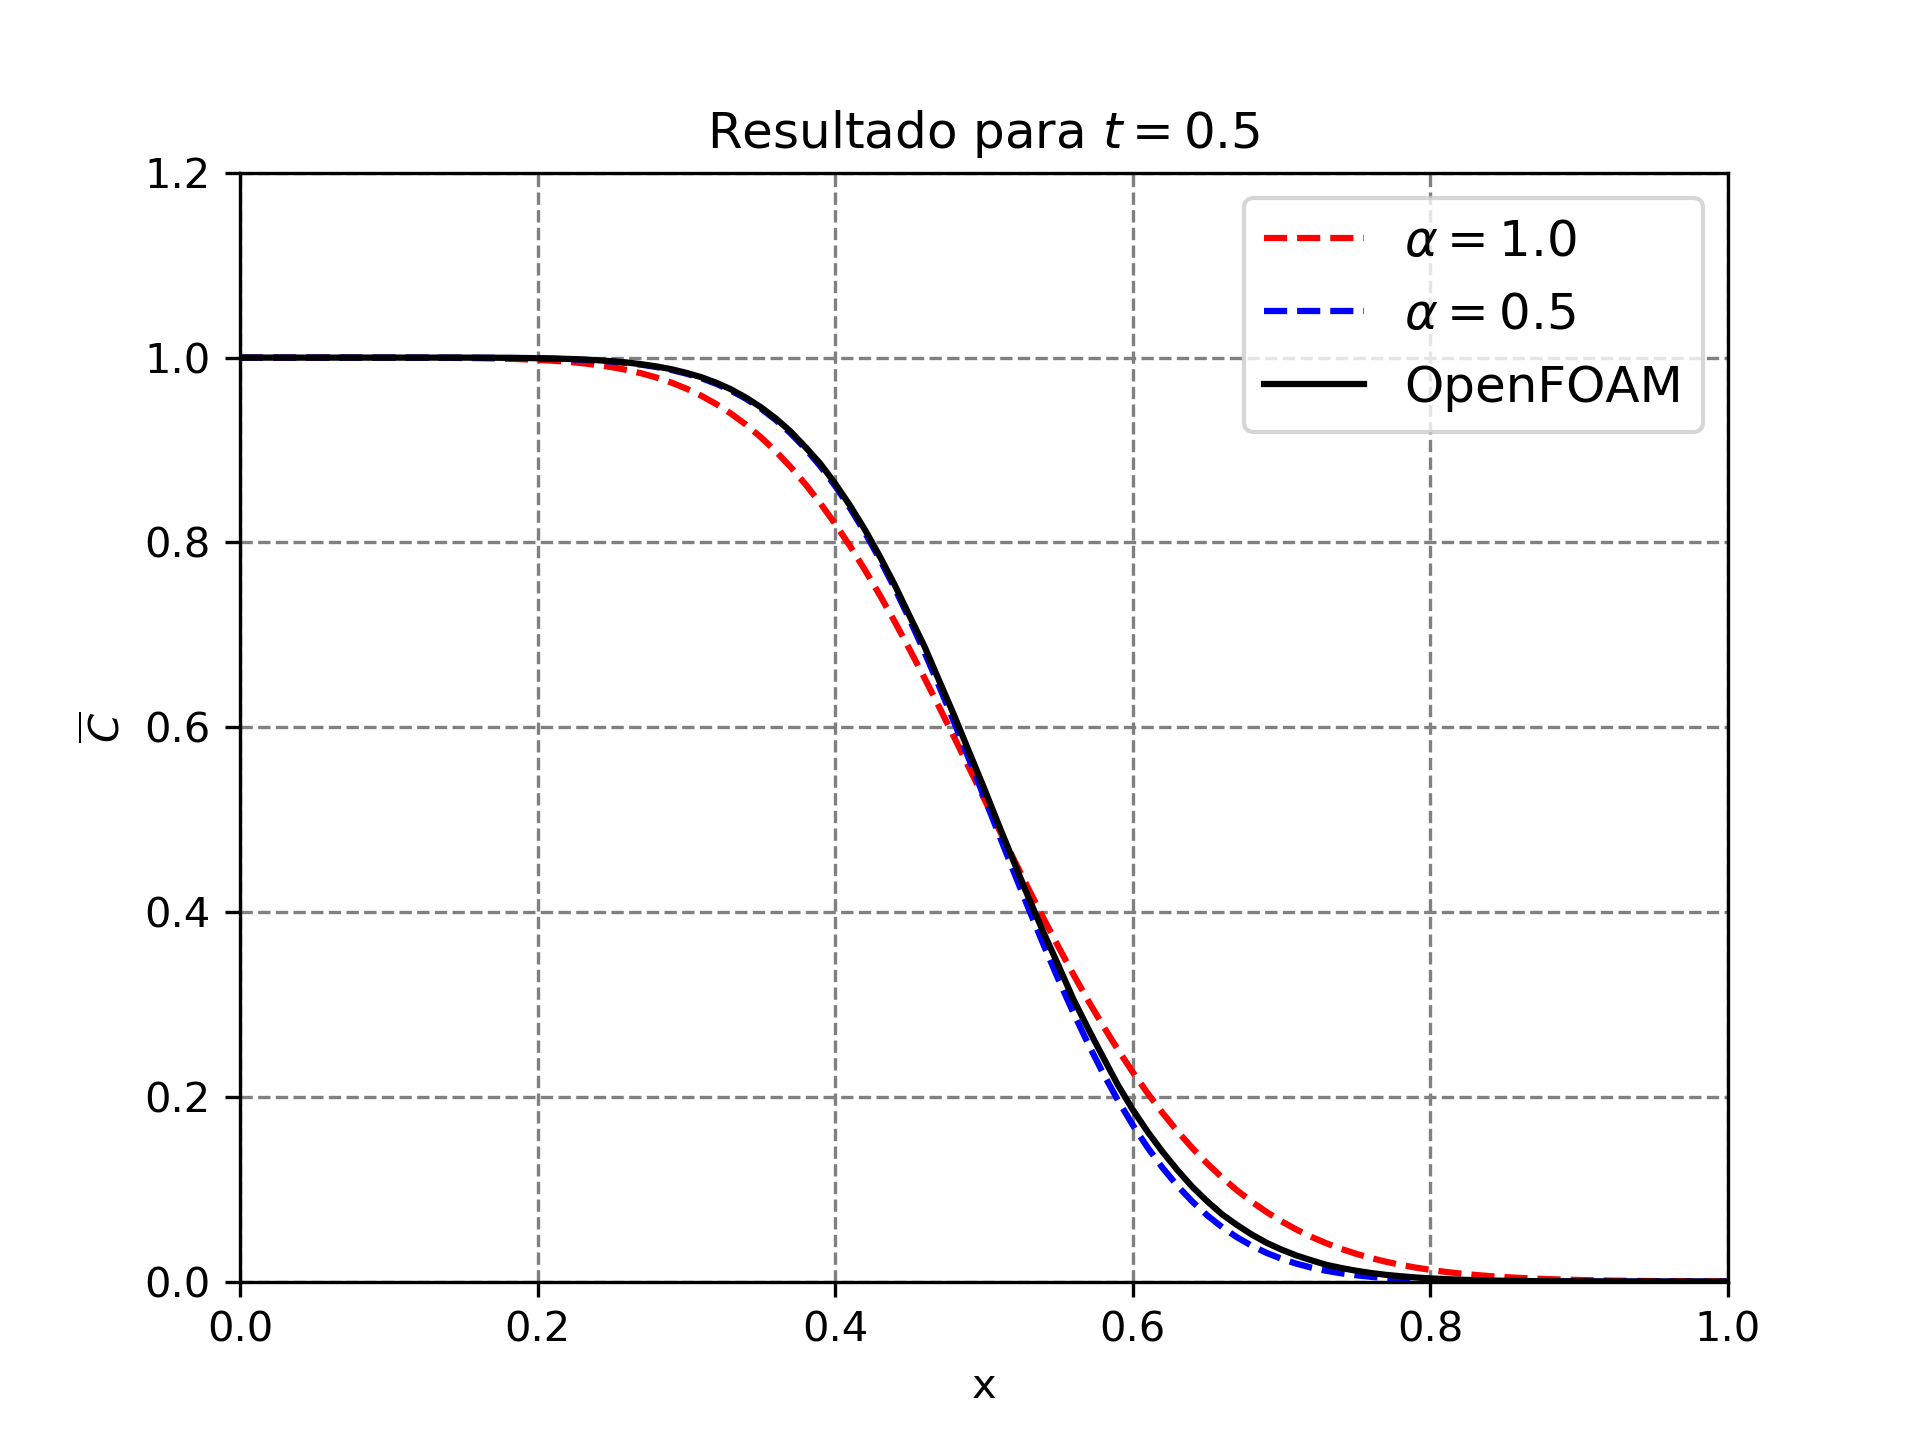 Resultado para t = 0.5
1.2
1.0
0.8
0.6
0.4
0.2
0.0
C̅
α = 1.0
α = 0.5
OpenFOAM
0.0 0.2 0.4 0.6 0.8 1.0
x